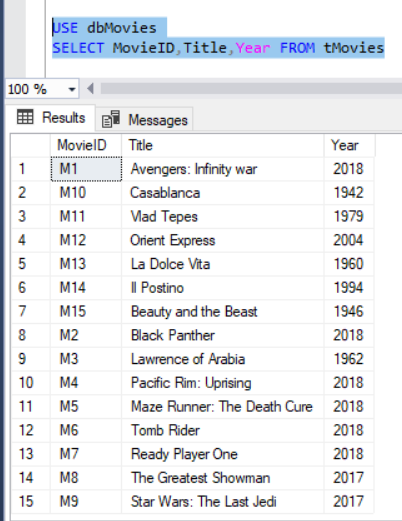 USE dbMovies
SELECT MovieID,Title,Year FROM tMovies
100 %
Results Messages
MovieID Title Year
1 M1 Avengers: Infinity war 2018
2 M10 Casablanca 1942
3 M11 Vlad Tepes 1979
4 M12 Orient Express 2004
5 M13 La Dolce Vita 1960
6 M14 Il Postino 1994
7 M15 Beauty and the Beast 1946
8 M2 Black Panther 2018
9 M3 Lawrence of Arabia 1962
10 M4 Pacific Rim: Uprising 2018
11 M5 Maze Runner: The Death Cure 2018
12 M6 Tomb Rider 2018
13 M7 Ready Player One 2018
14 M8 The Greatest Showman 2017
15 M9 Star Wars: The Last Jedi 2017